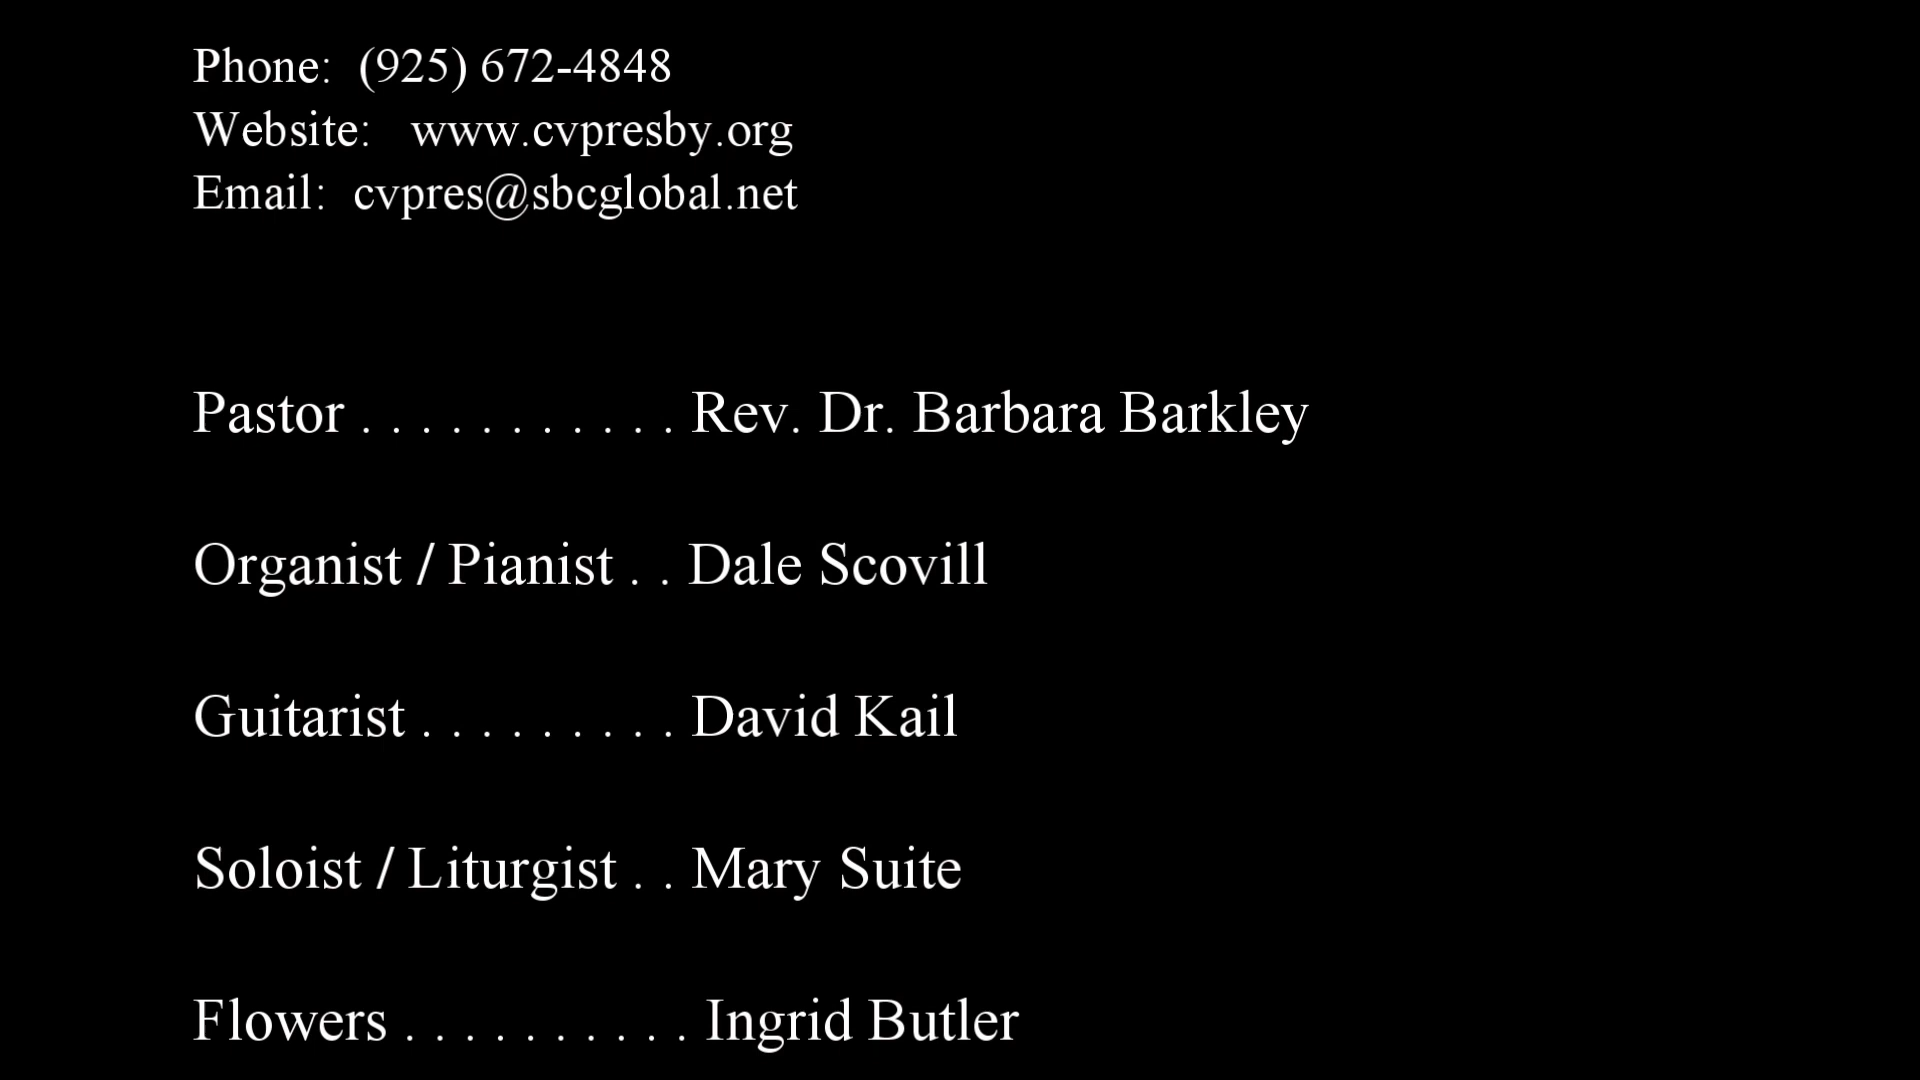 Phone:  (925) 672-4848
Website:   www.cvpresby.org
Email:  cvpres@sbcglobal.net
Pastor . . . . . . . . . . . Rev. Dr. Barbara Barkley
Organist / Pianist . . Dale Scovill
Guitarist . . . . . . . . . David Kail
Soloist / Liturgist . . Mary Suite
Flowers . . . . . . . . . . Ingrid Butler